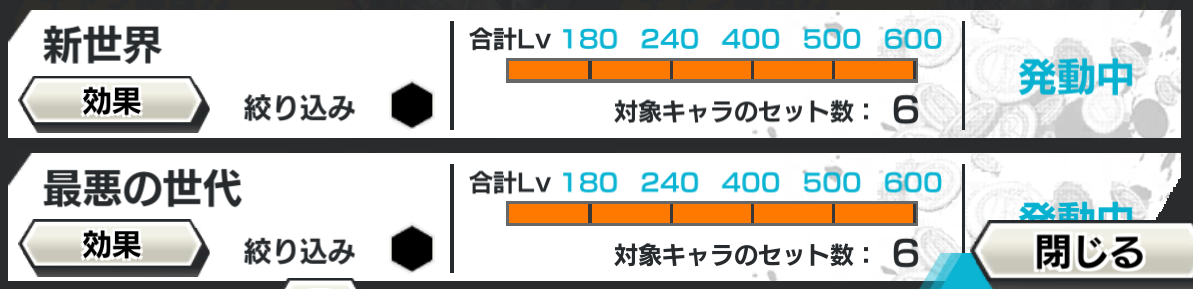 新世界
合計Lv 180 240 400 500 600
発動中
効果
絞り込み
対象キャラのセット数： 6
最悪の世代
合計Lv 180 240 400 500 600
発動中
効果
絞り込み
対象キャラのセット数： 6
閉じる